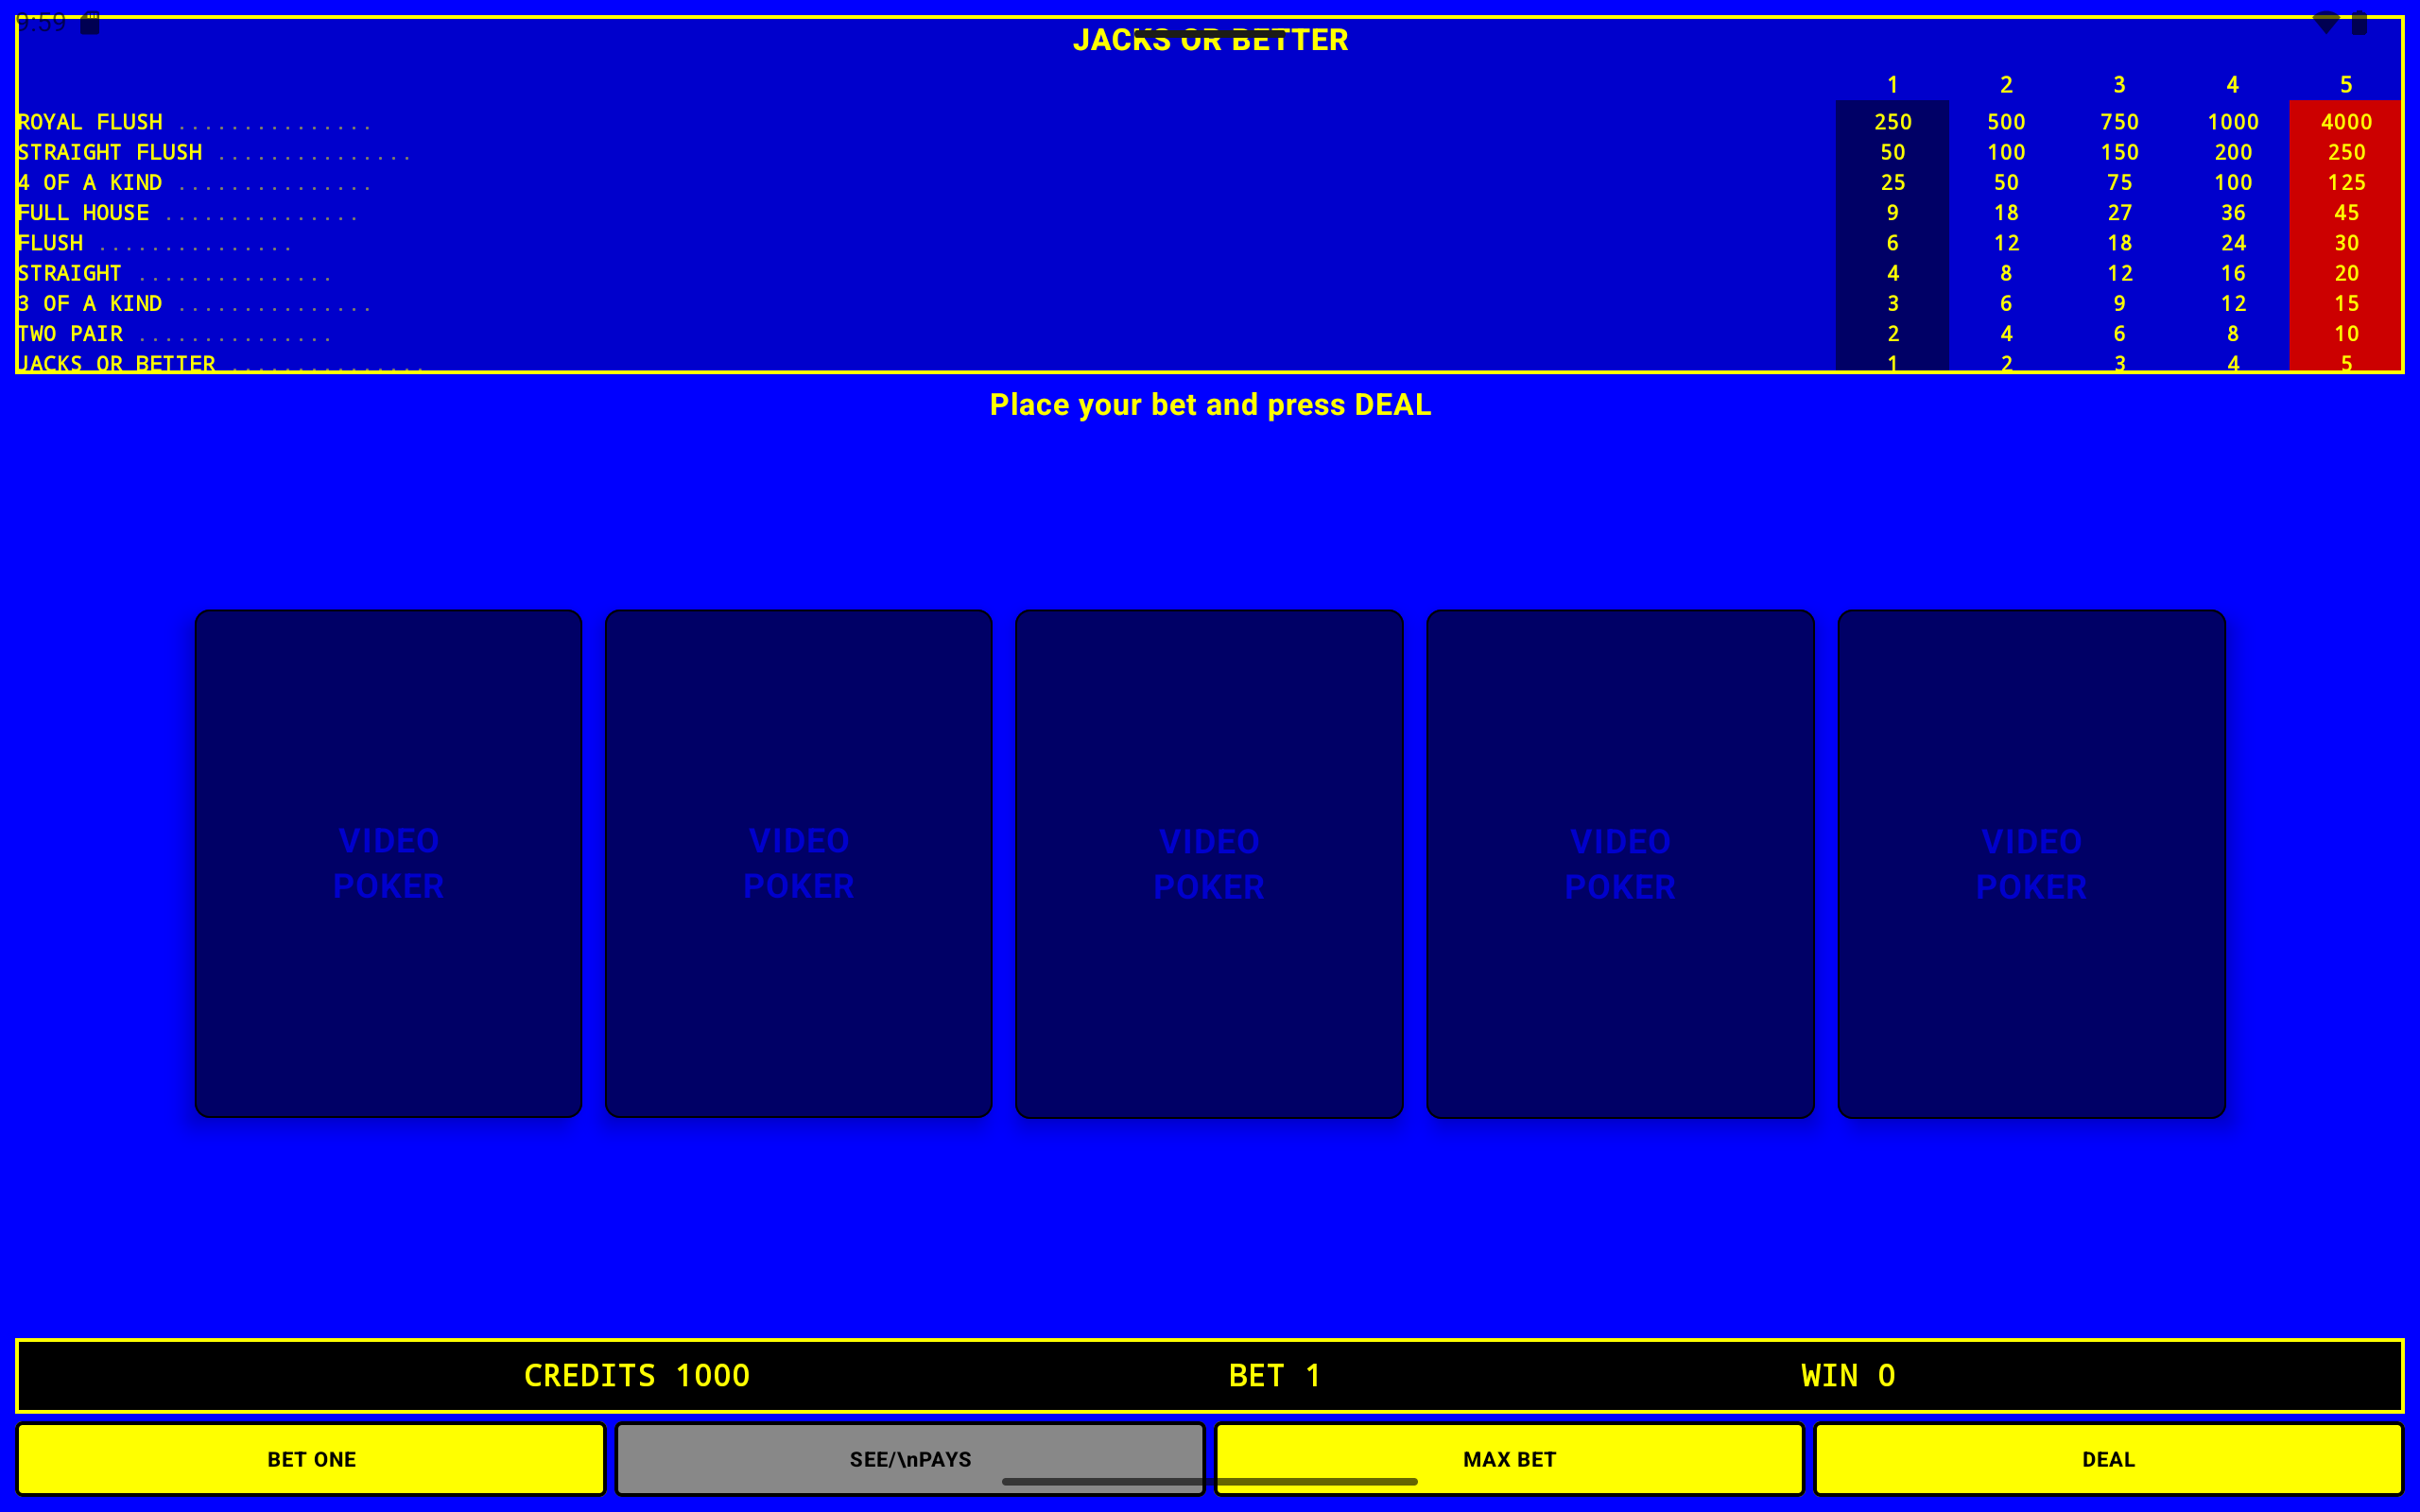 9:59
JACKS OR BETTER
1 2 3 4 5
ROYAL FLUSH ............... 250 500 750 1000 4000
STRAIGHT FLUSH ............... 50 100 150 200 250
4 OF A KIND ............... 25 50 75 100 125
FULL HOUSE ............... 9 18 27 36 45
FLUSH ............... 6 12 18 24 30
STRAIGHT ............... 4 8 12 16 20
3 OF A KIND ............... 3 6 9 12 15
TWO PAIR ............... 2 4 6 8 10
JACKS OR BETTER ............... 1 2 3 4 5
Place your bet and press DEAL
VIDEO VIDEO VIDEO VIDEO VIDEO
POKER POKER POKER POKER POKER
CREDITS 1000 BET 1 WIN 0
BET ONE SEE/\nPAYS MAX BET DEAL